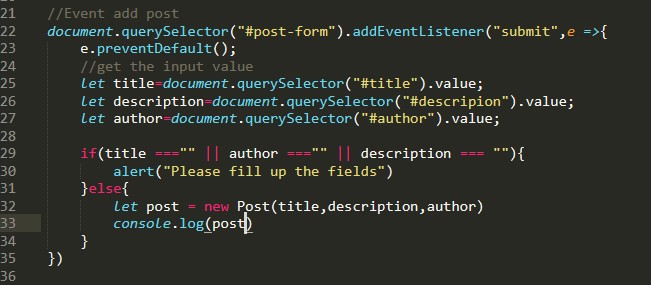 21 //Event add post
22 document.querySelector("#post-form").addEventListener("submit",e =>{
23 e.preventDefault();
24 //get the input value
25 let title=document.querySelector("#title").value;
26 let description=document.querySelector("#descripion").value;
27 let author=document.querySelector("#author").value;
28
29 if(title ==="" || author ==="" || description === ""){
30 alert("Please fill up the fields")
31 }else{
32 let post = new Post(title,description,author)
33 console.log(post)
34 }
35 })
36